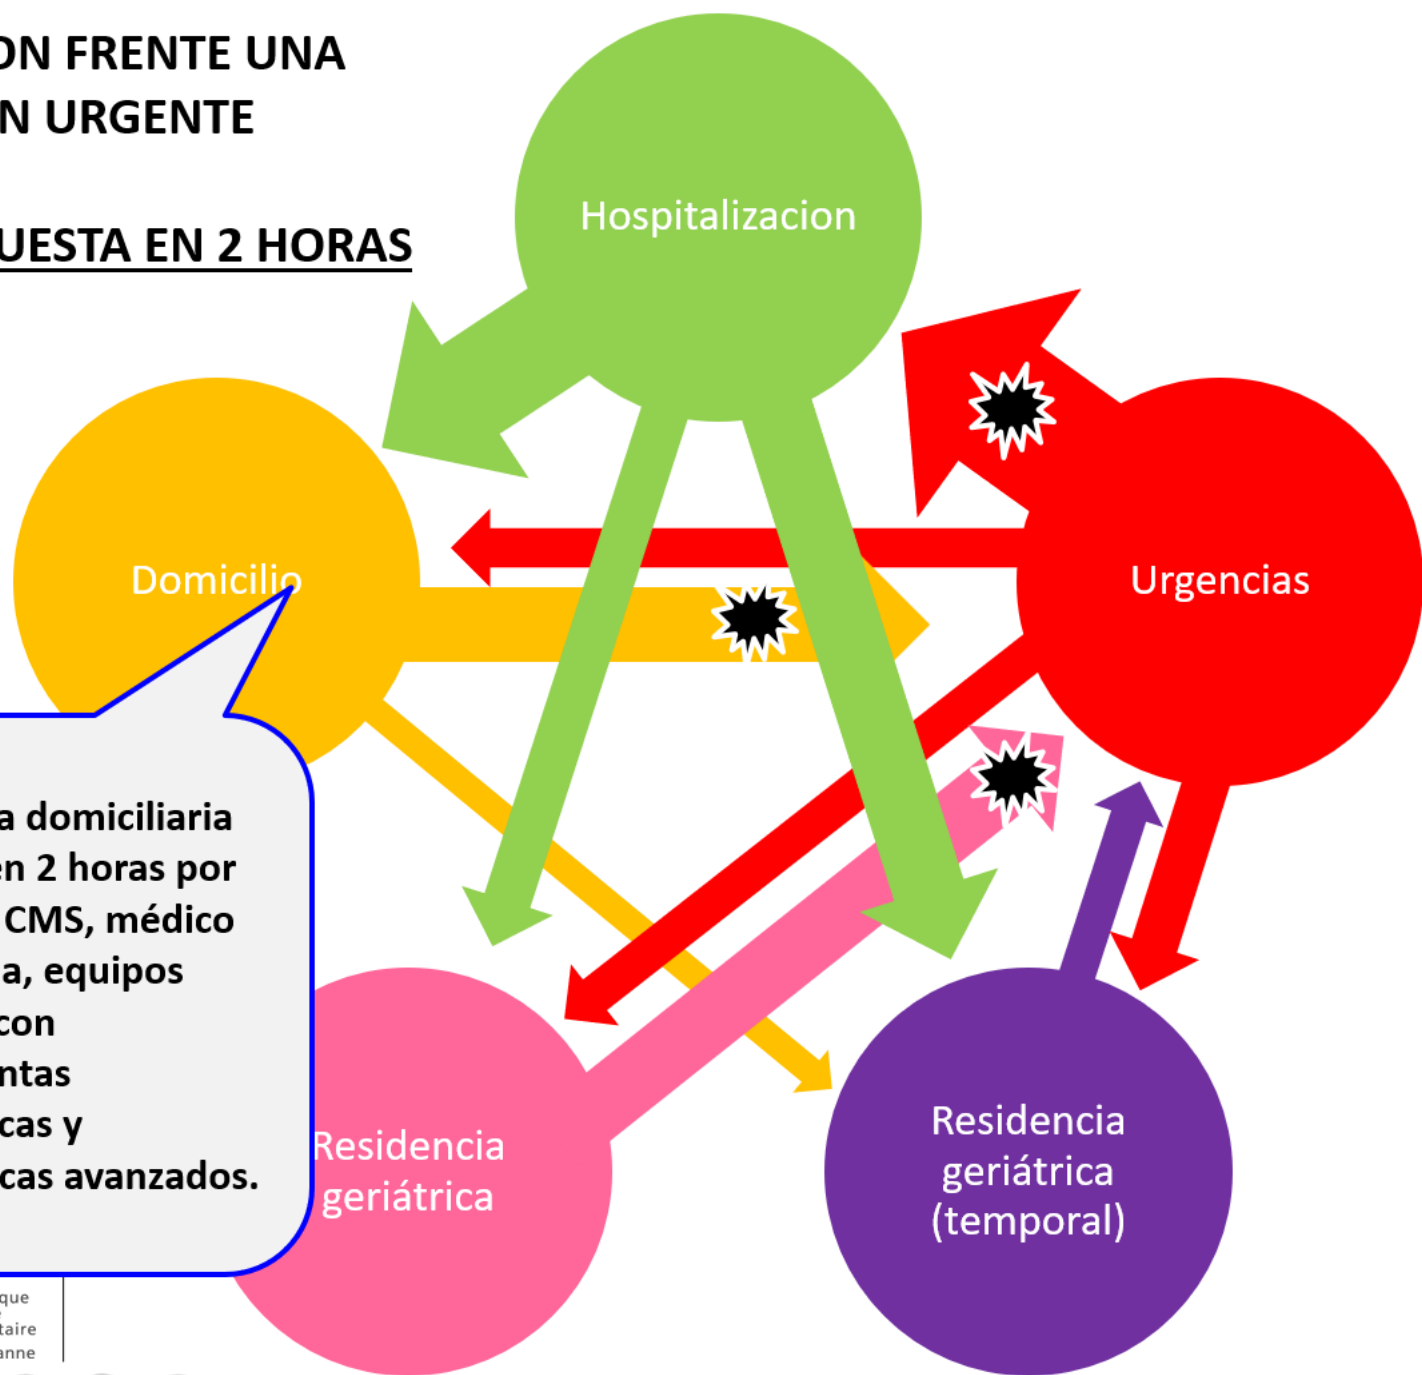 ON FRENTE UNA
N URGENTE
UESTA EN 2 HORAS
Hospitalizacion
Domicilio
Urgencias
a domiciliaria
en 2 horas por
CMS, médico
a, equipos
con
ntas
cas y
cas avanzados.
Residencia
geriátrica
Residencia
geriátrica
(temporal)
que
taire
anne